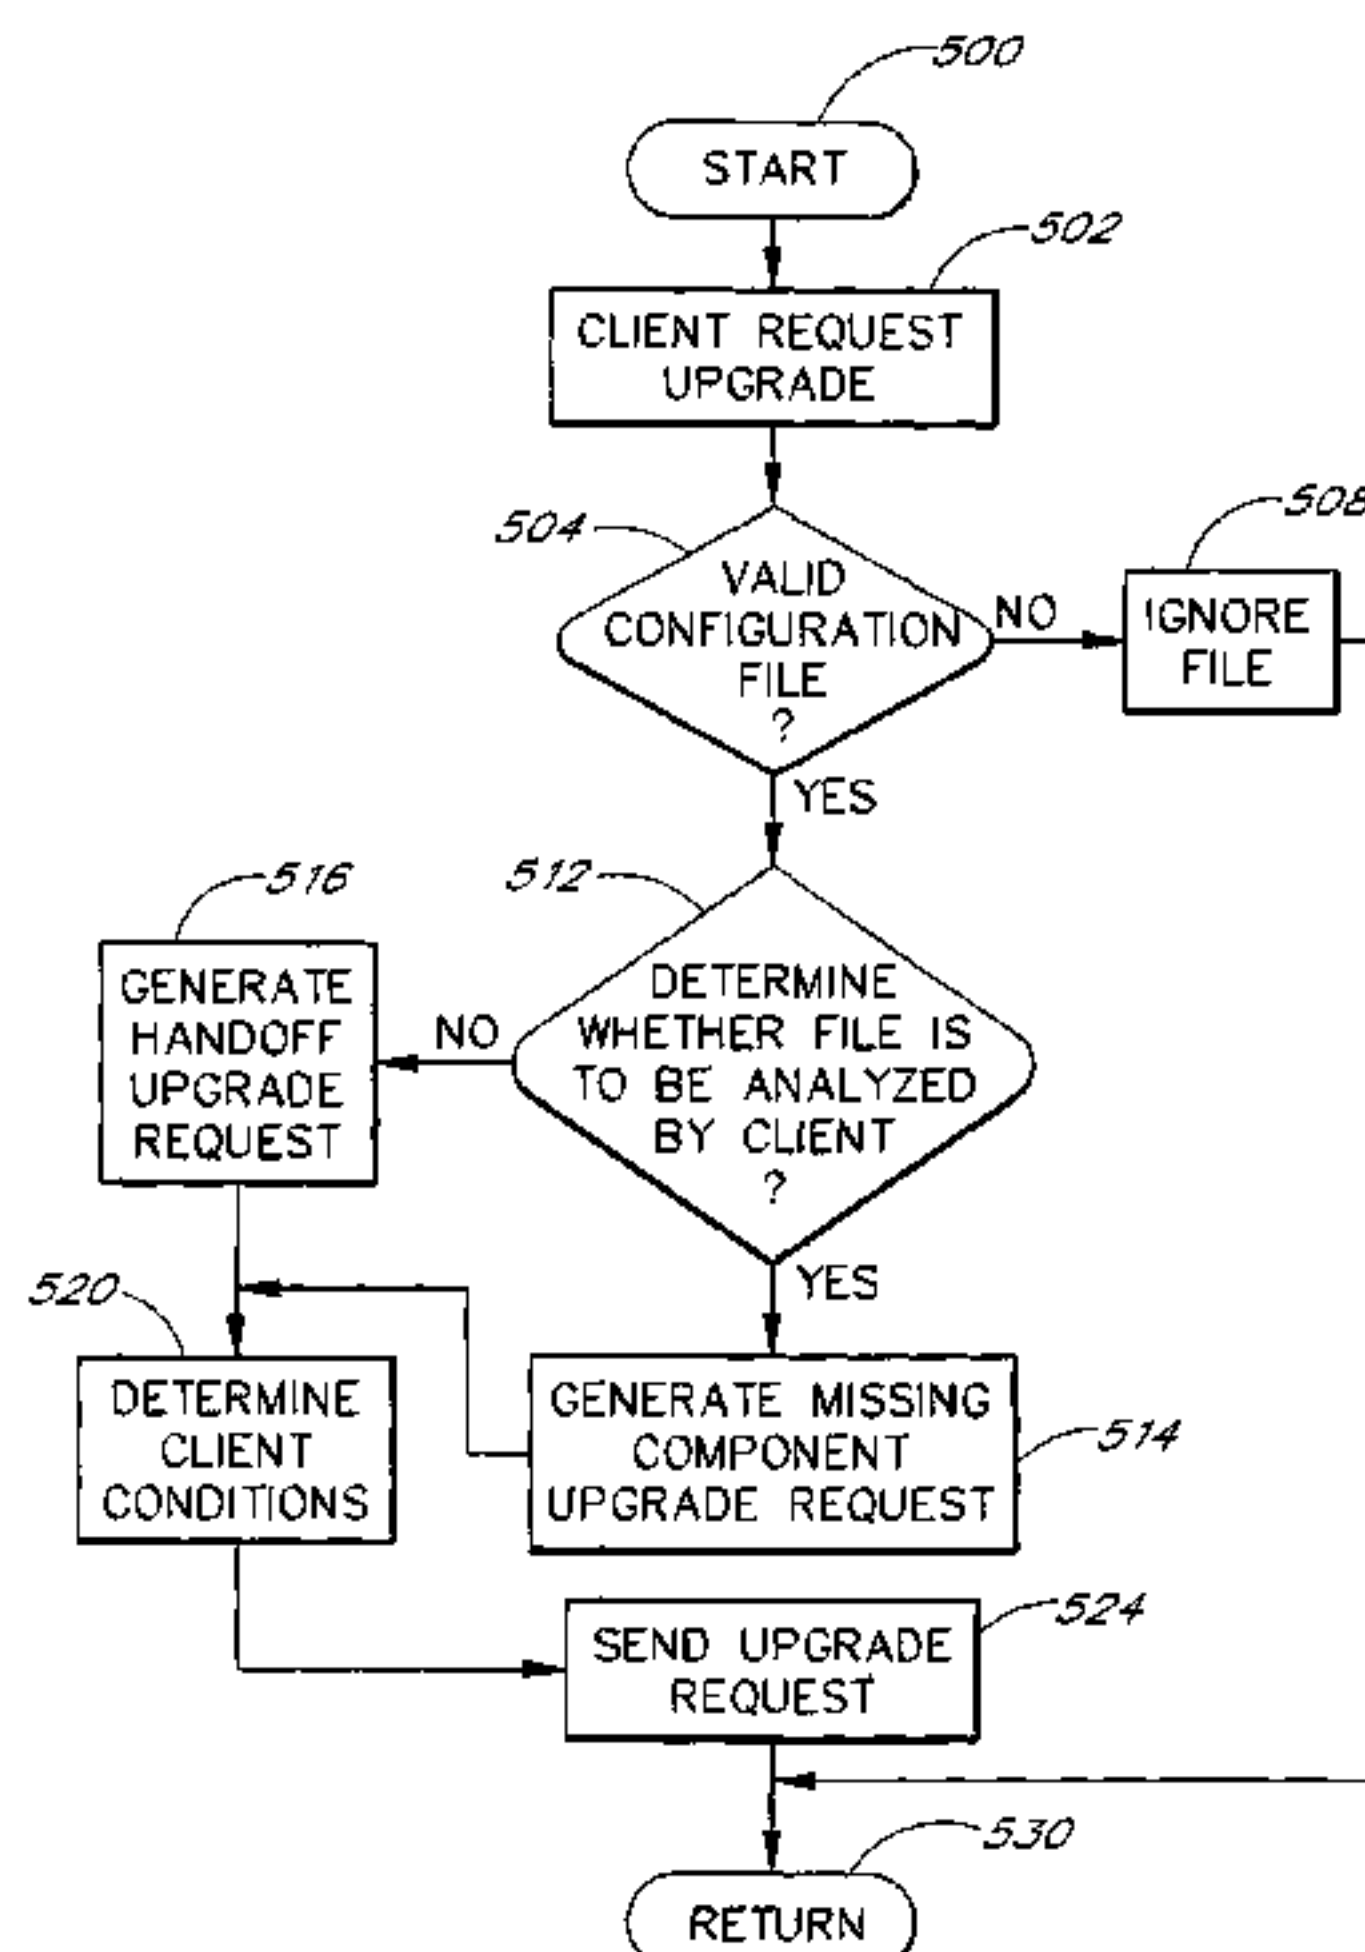 500
START
502
CLIENT REQUEST
UPGRADE
504
VALID
CONFIGURATION
FILE
?
NO
508
IGNORE
FILE
YES
516
512
GENERATE
HANDOFF
UPGRADE
REQUEST
NO
DETERMINE
WHETHER FILE IS
TO BE ANALYZED
BY CLIENT
?
YES
520
DETERMINE
CLIENT
CONDITIONS
GENERATE MISSING
COMPONENT
UPGRADE REQUEST
514
524
SEND UPGRADE
REQUEST
530
RETURN